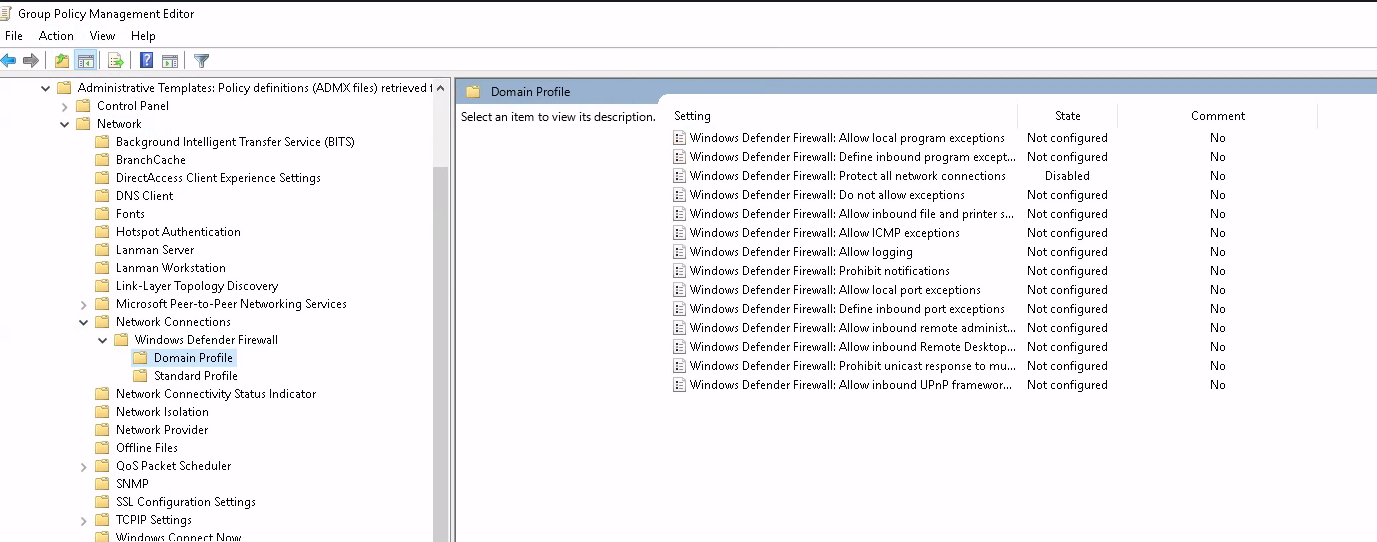 Group Policy Management Editor
File Action View Help
Administrative Templates: Policy definitions (ADMX files) retrieved f
Control Panel
Network
Background Intelligent Transfer Service (BITS)
BranchCache
DirectAccess Client Experience Settings
DNS Client
Fonts
Hotspot Authentication
Lanman Server
Lanman Workstation
Link-Layer Topology Discovery
Microsoft Peer-to-Peer Networking Services
Network Connections
Windows Defender Firewall
Domain Profile
Standard Profile
Network Connectivity Status Indicator
Network Isolation
Network Provider
Offline Files
QoS Packet Scheduler
SNMP
SSL Configuration Settings
TCPIP Settings
Windows Connect Now
Domain Profile
Select an item to view its description.
Setting State Comment
Windows Defender Firewall: Allow local program exceptions Not configured No
Windows Defender Firewall: Define inbound program except... Not configured No
Windows Defender Firewall: Protect all network connections Disabled No
Windows Defender Firewall: Do not allow exceptions Not configured No
Windows Defender Firewall: Allow inbound file and printer s... Not configured No
Windows Defender Firewall: Allow ICMP exceptions Not configured No
Windows Defender Firewall: Allow logging Not configured No
Windows Defender Firewall: Prohibit notifications Not configured No
Windows Defender Firewall: Allow local port exceptions Not configured No
Windows Defender Firewall: Define inbound port exceptions Not configured No
Windows Defender Firewall: Allow inbound remote administ... Not configured No
Windows Defender Firewall: Allow inbound Remote Desktop... Not configured No
Windows Defender Firewall: Prohibit unicast response to mu... Not configured No
Windows Defender Firewall: Allow inbound UPnP framewor... Not configured No